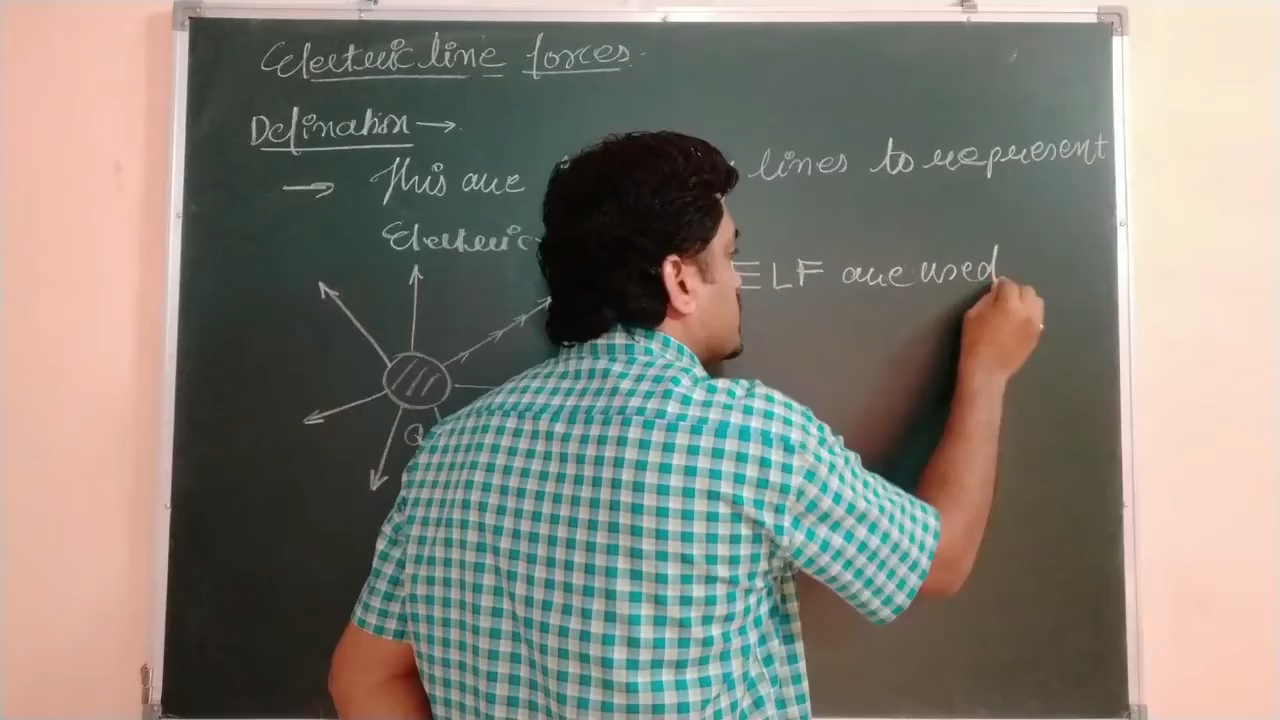 Electric line forces.
Defination →
→ This are lines to represent
Electric
ELF are used
Q